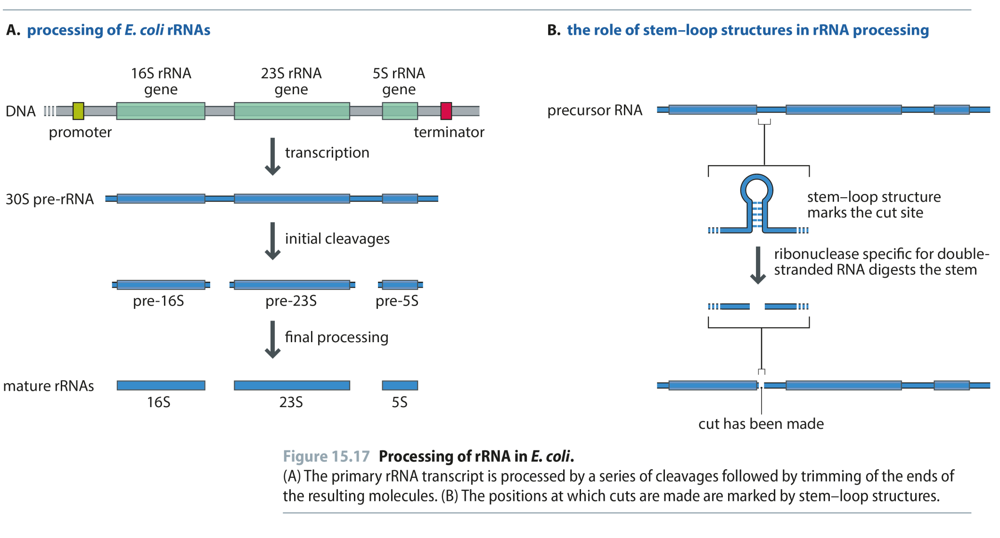 A. processing of E. coli rRNAs
16S rRNA
gene
23S rRNA
gene
5S rRNA
gene
DNA
promoter
terminator
transcription
30S pre-rRNA
initial cleavages
pre-16S
pre-23S
pre-5S
final processing
mature rRNAs
16S
23S
5S
B. the role of stem–loop structures in rRNA processing
precursor RNA
stem–loop structure
marks the cut site
ribonuclease specific for double-
stranded RNA digests the stem
cut has been made
Figure 15.17 Processing of rRNA in E. coli.
(A) The primary rRNA transcript is processed by a series of cleavages followed by trimming of the ends of
the resulting molecules. (B) The positions at which cuts are made are marked by stem–loop structures.